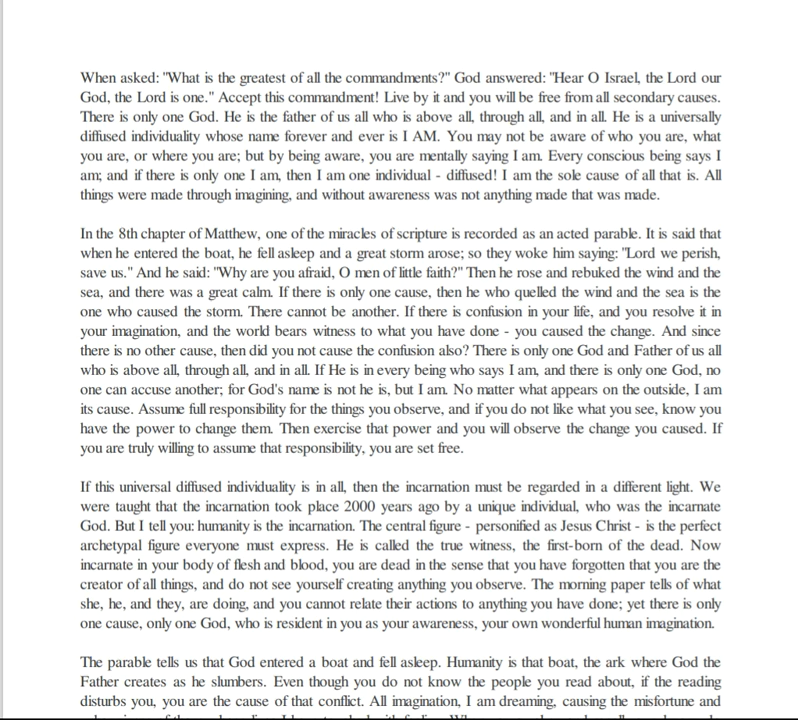 When asked: "What is the greatest of all the commandments?" God answered: "Hear O Israel, the Lord our
God, the Lord is one." Accept this commandment! Live by it and you will be free from all secondary causes.
There is only one God. He is the father of us all who is above all, through all, and in all. He is a universally
diffused individuality whose name forever and ever is I AM. You may not be aware of who you are, what
you are, or where you are; but by being aware, you are mentally saying I am. Every conscious being says I
am; and if there is only one I am, then I am one individual - diffused! I am the sole cause of all that is. All
things were made through imagining, and without awareness was not anything made that was made.
In the 8th chapter of Matthew, one of the miracles of scripture is recorded as an acted parable. It is said that
when he entered the boat, he fell asleep and a great storm arose; so they woke him saying: "Lord we perish,
save us." And he said: "Why are you afraid, O men of little faith?" Then he rose and rebuked the wind and the
sea, and there was a great calm. If there is only one cause, then he who quelled the wind and the sea is the
one who caused the storm. There cannot be another. If there is confusion in your life, and you resolve it in
your imagination, and the world bears witness to what you have done - you caused the change. And since
there is no other cause, then did you not cause the confusion also? There is only one God and Father of us all
who is above all, through all, and in all. If He is in every being who says I am, and there is only one God, no
one can accuse another; for God's name is not he is, but I am. No matter what appears on the outside, I am
its cause. Assume full responsibility for the things you observe, and if you do not like what you see, know you
have the power to change them. Then exercise that power and you will observe the change you caused. If
you are truly willing to assume that responsibility, you are set free.
If this universal diffused individuality is in all, then the incarnation must be regarded in a different light. We
were taught that the incarnation took place 2000 years ago by a unique individual, who was the incarnate
God. But I tell you: humanity is the incarnation. The central figure - personified as Jesus Christ - is the perfect
archetypal figure everyone must express. He is called the true witness, the first-born of the dead. Now
incarnate in your body of flesh and blood, you are dead in the sense that you have forgotten that you are the
creator of all things, and do not see yourself creating anything you observe. The morning paper tells of what
she, he, and they, are doing, and you cannot relate their actions to anything you have done; yet there is only
one cause, only one God, who is resident in you as your awareness, your own wonderful human imagination.
The parable tells us that God entered a boat and fell asleep. Humanity is that boat, the ark where God the
Father creates as he slumbers. Even though you do not know the people you read about, if the reading
disturbs you, you are the cause of that conflict. All imagination, I am dreaming, causing the misfortune and